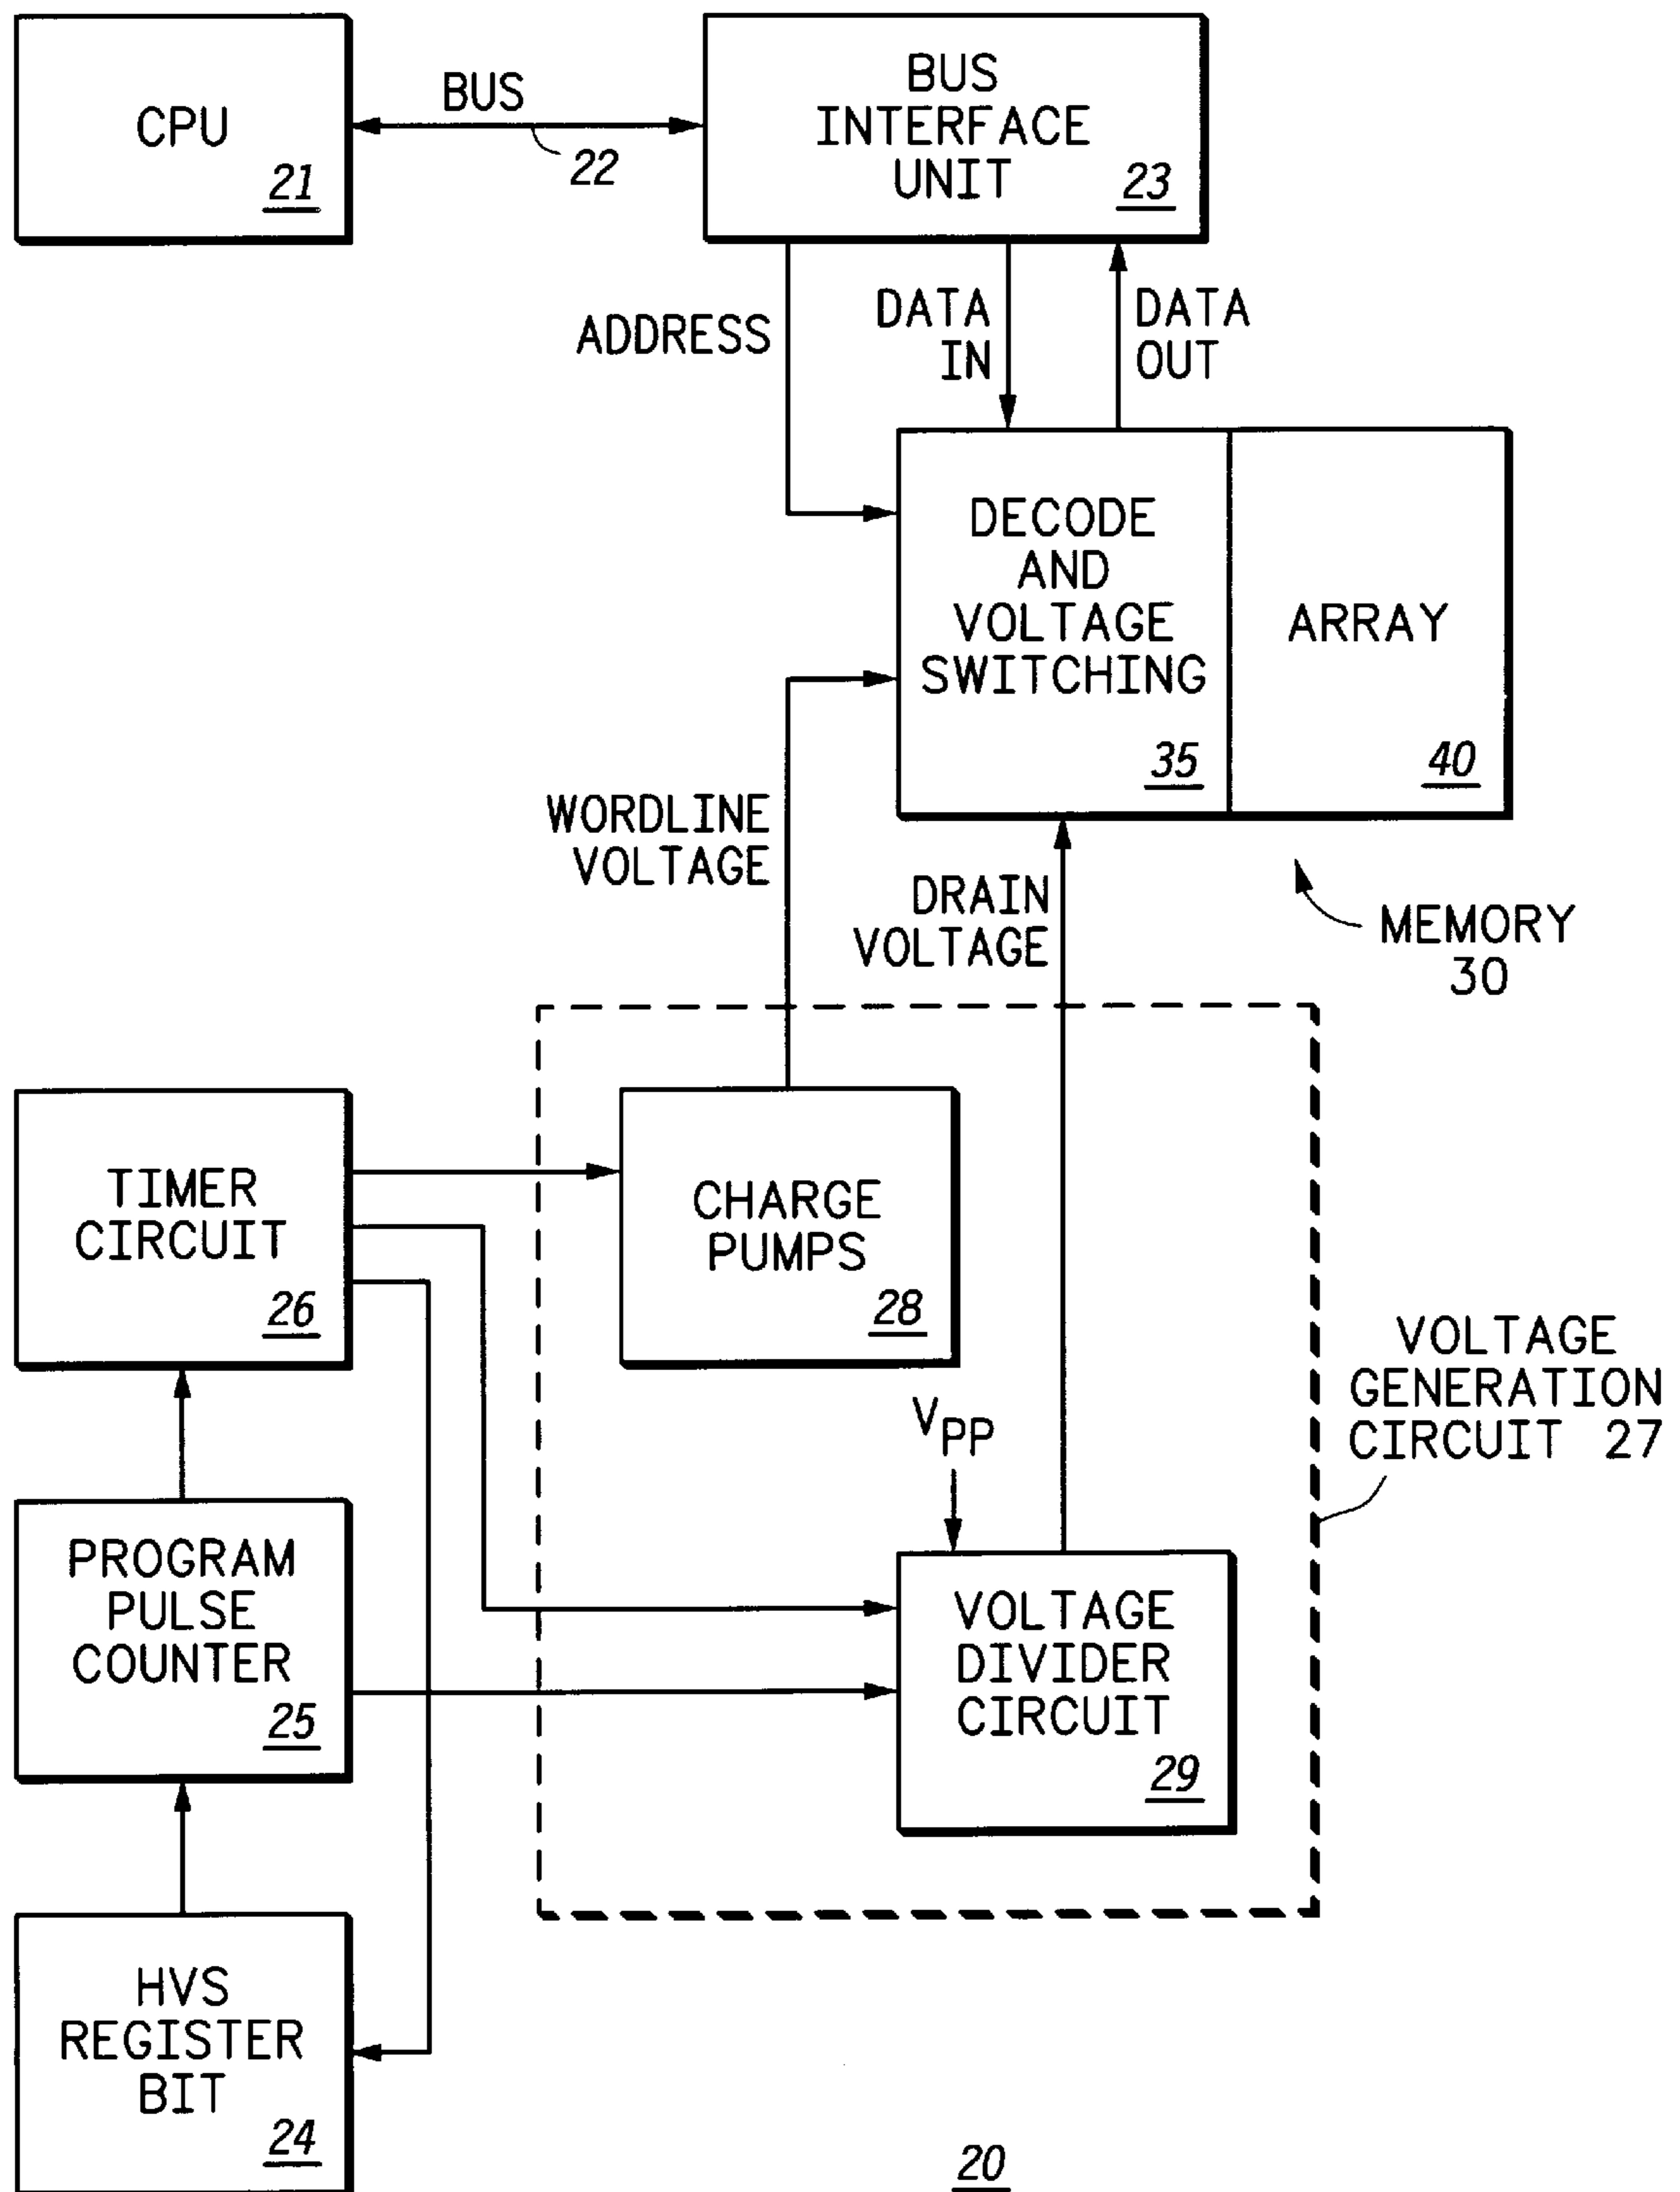 CPU
21
BUS
22
BUS
INTERFACE
UNIT
23
ADDRESS
DATA
IN
DATA
OUT
DECODE
AND
VOLTAGE
SWITCHING
35
ARRAY
40
WORDLINE
VOLTAGE
DRAIN
VOLTAGE
MEMORY
30
TIMER
CIRCUIT
26
CHARGE
PUMPS
28
VOLTAGE
GENERATION
CIRCUIT 27
VPP
PROGRAM
PULSE
COUNTER
25
VOLTAGE
DIVIDER
CIRCUIT
29
HVS
REGISTER
BIT
24
20